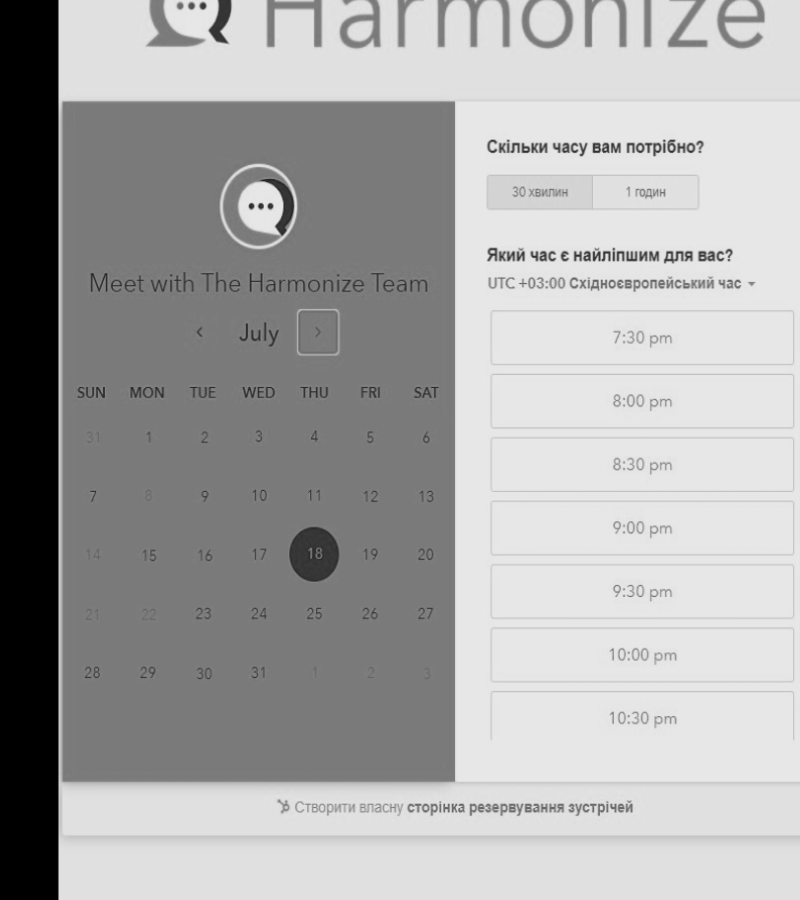 Harmonize
Meet with The Harmonize Team
July
SUN MON TUE WED THU FRI SAT
31 1 2 3 4 5 6
7 8 9 10 11 12 13
14 15 16 17 18 19 20
21 22 23 24 25 26 27
28 29 30 31 1 2 3
Скільки часу вам потрібно?
30 хвилин 1 годин
Який час є найліпшим для вас?
UTC +03:00 Східноєвропейський час
7:30 pm
8:00 pm
8:30 pm
9:00 pm
9:30 pm
10:00 pm
10:30 pm
Створити власну сторінка резервування зустрічей